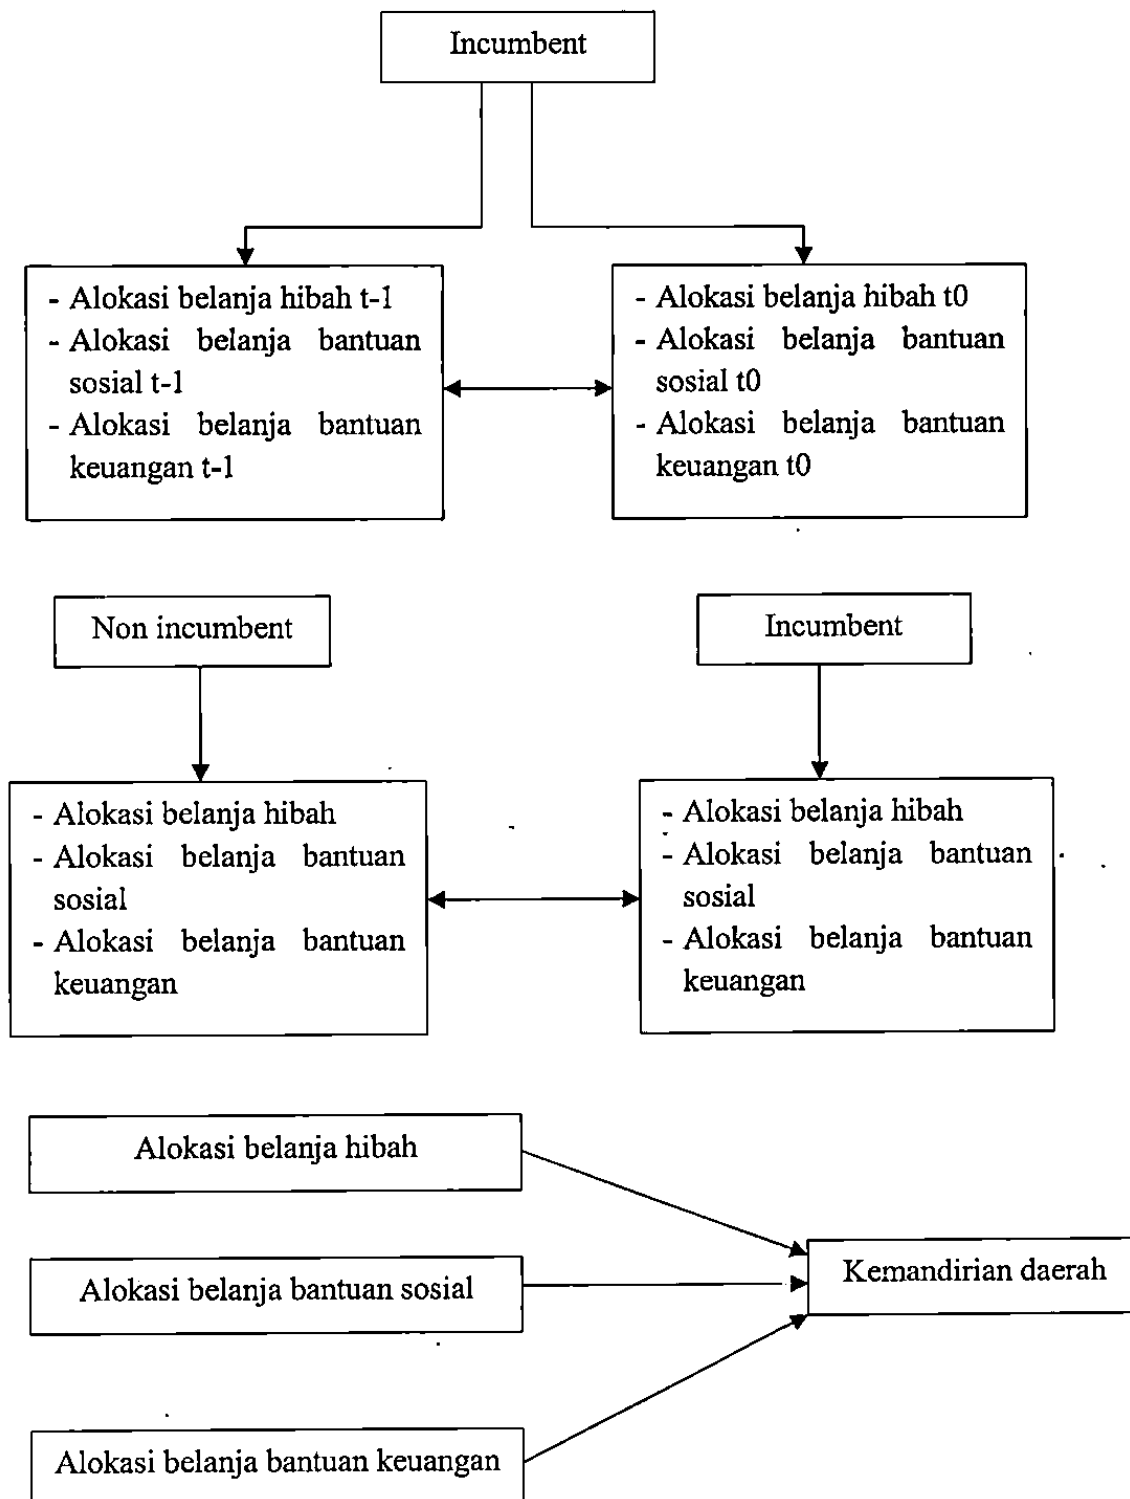 Incumbent
- Alokasi belanja hibah t-1
- Alokasi belanja bantuan
sosial t-1
- Alokasi belanja bantuan
keuangan t-1
- Alokasi belanja hibah t0
- Alokasi belanja bantuan
sosial t0
- Alokasi belanja bantuan
keuangan t0
Non incumbent
Incumbent
- Alokasi belanja hibah
- Alokasi belanja bantuan
sosial
- Alokasi belanja bantuan
keuangan
- Alokasi belanja hibah
- Alokasi belanja bantuan
sosial
- Alokasi belanja bantuan
keuangan
Alokasi belanja hibah
Alokasi belanja bantuan sosial
Kemandirian daerah
Alokasi belanja bantuan keuangan